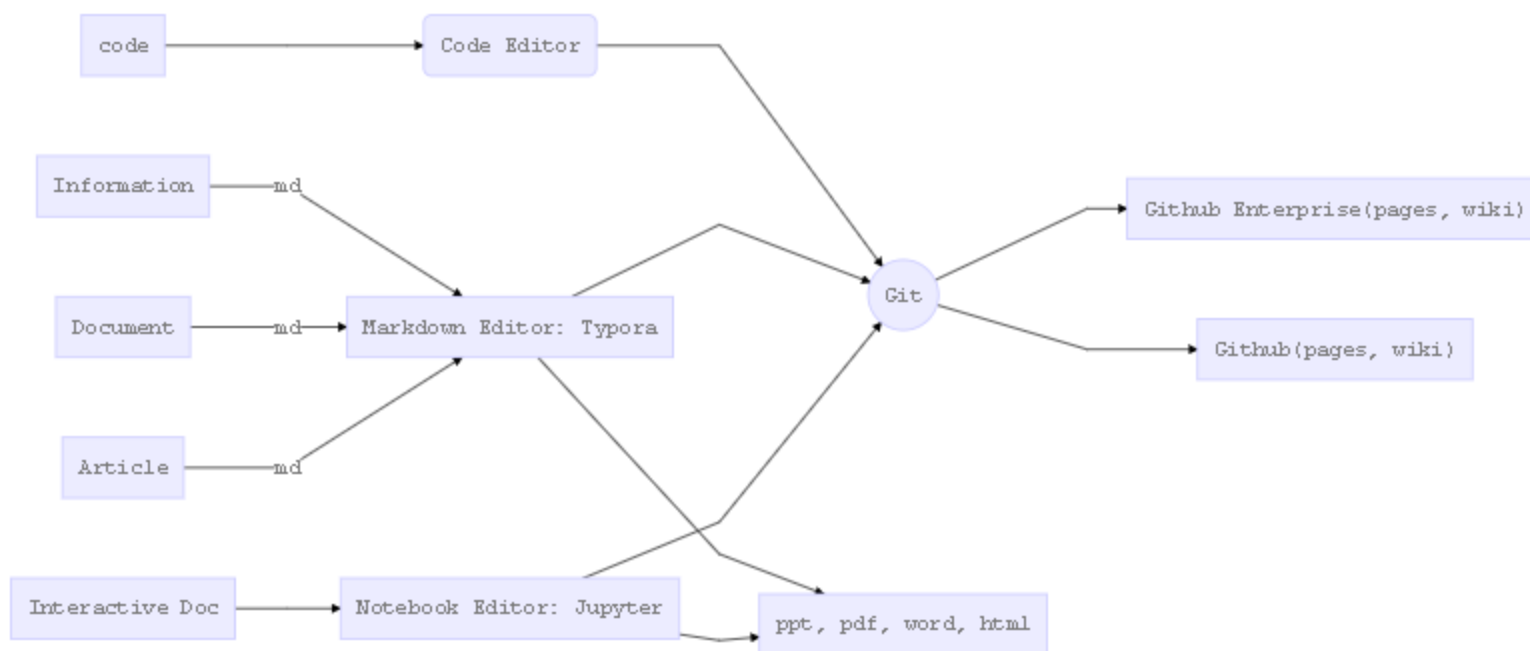 code
Code Editor
Information
md
Github Enterprise(pages, wiki)
Git
Document
md
Markdown Editor: Typora
Github(pages, wiki)
Article
md
Interactive Doc
Notebook Editor: Jupyter
ppt, pdf, word, html